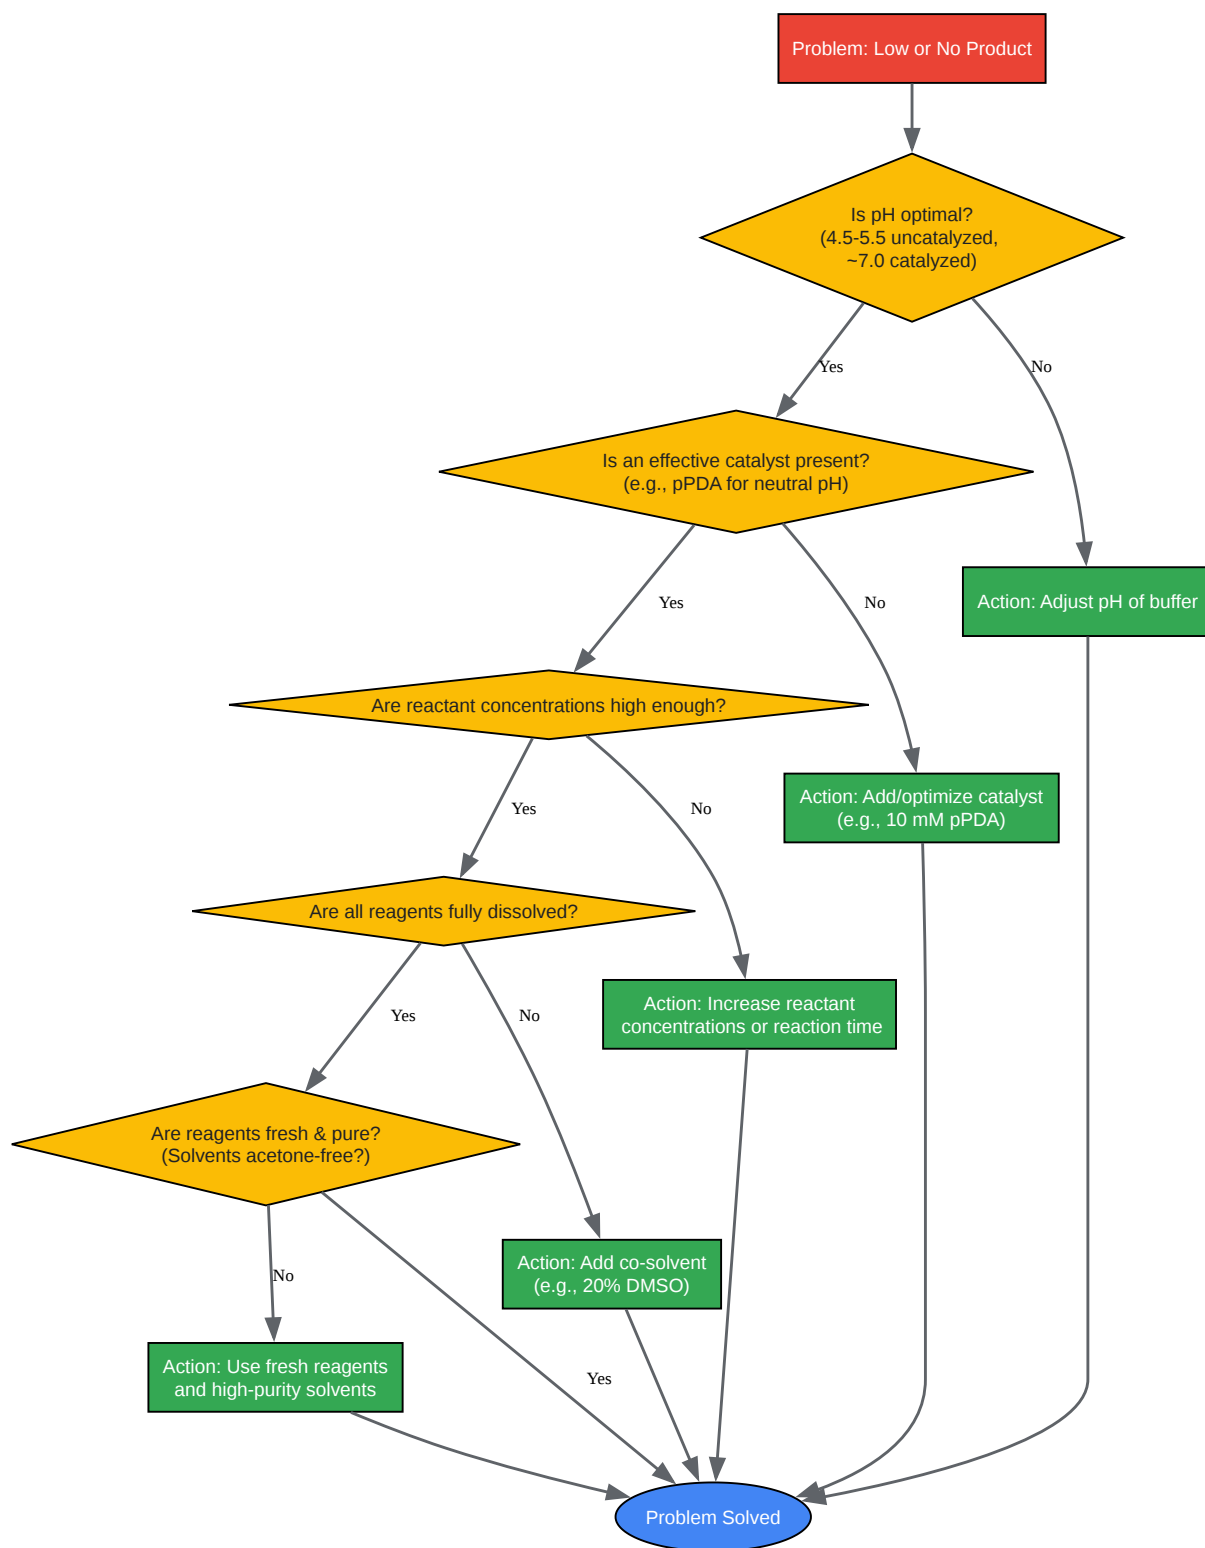 Problem: Low or No Product
Is pH optimal?
(4.5-5.5 uncatalyzed,
~7.0 catalyzed)
Yes
No
Is an effective catalyst present?
(e.g., pPDA for neutral pH)
Yes
No
Action: Adjust pH of buffer
Are reactant concentrations high enough?
Yes
No
Action: Add/optimize catalyst
(e.g., 10 mM pPDA)
Are all reagents fully dissolved?
Yes
No
Action: Increase reactant
concentrations or reaction time
Are reagents fresh & pure?
(Solvents acetone-free?)
No
Yes
Action: Add co-solvent
(e.g., 20% DMSO)
Action: Use fresh reagents
and high-purity solvents
Problem Solved